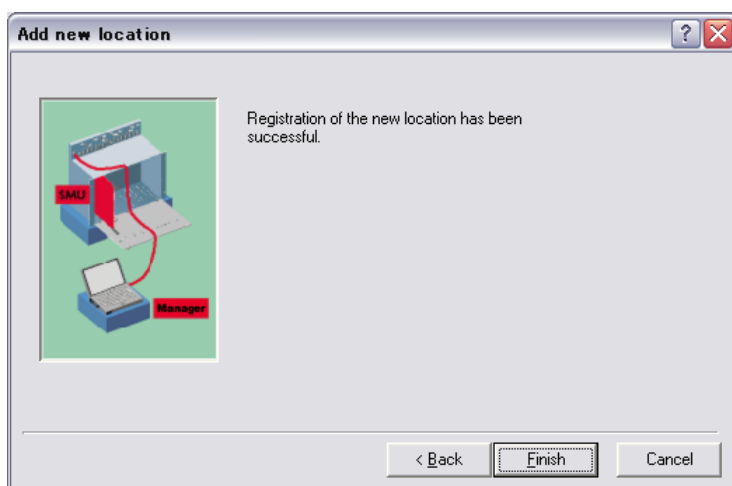 Add new location
Registration of the new location has been
successful.
SMU
Manager
< Back
Finish
Cancel